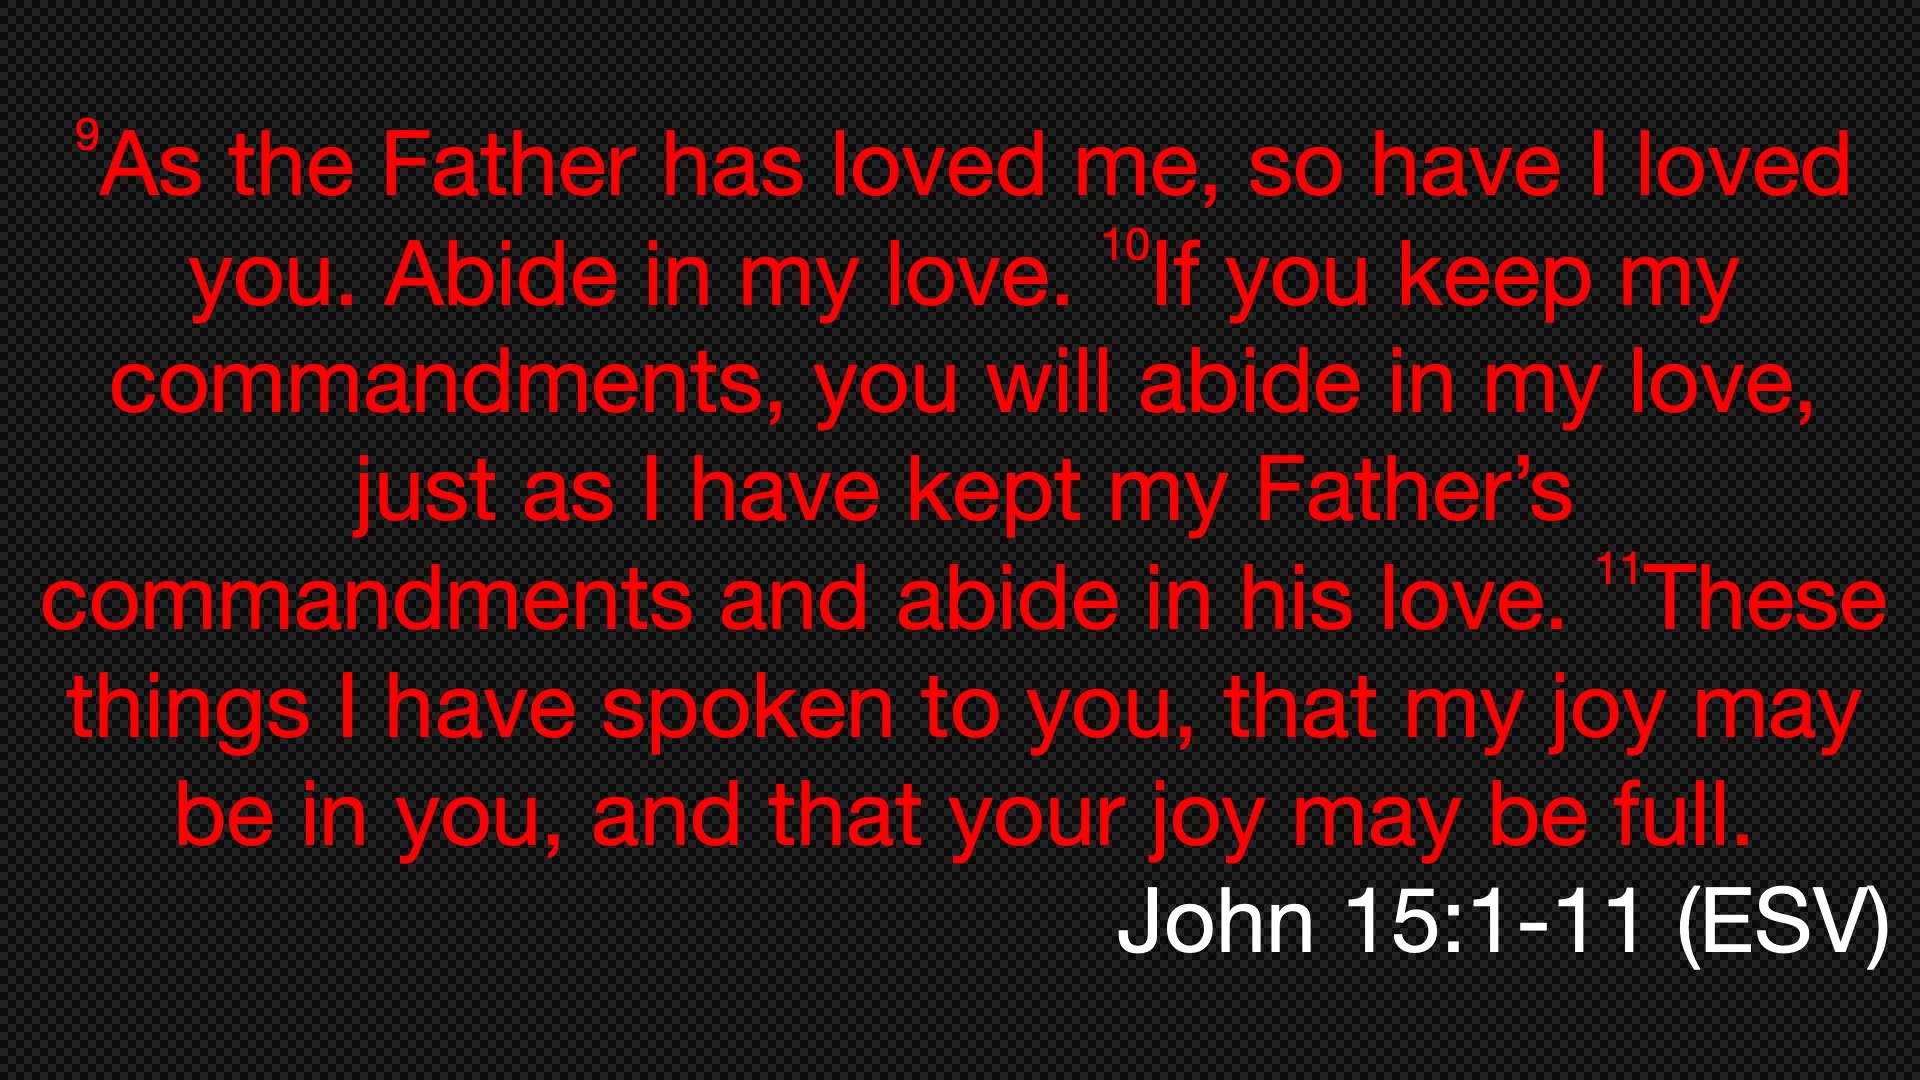 ⁹As the Father has loved me, so have I loved
you. Abide in my love. ¹⁰If you keep my
commandments, you will abide in my love,
just as I have kept my Father’s
commandments and abide in his love. ¹¹These
things I have spoken to you, that my joy may
be in you, and that your joy may be full.
John 15:1-11 (ESV)